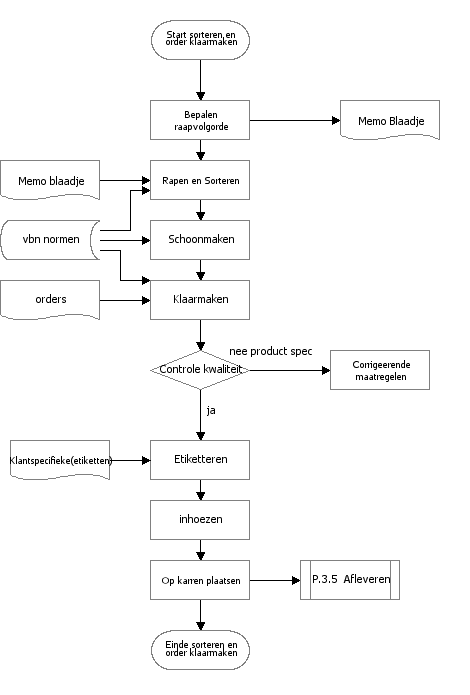 Start sorteren en
order klaarmaken
Bepalen
raapvolgorde
Memo Blaadje
Memo blaadje
Rapen en Sorteren
vbn normen
Schoonmaken
orders
Klaarmaken
nee product spec
Controle kwaliteit
Corrigeerende
maatregelen
ja
Klantspecifieke(etiketten)
Etiketteren
inhoezen
Op karren plaatsen
P.3.5 Afleveren
Einde sorteren en
order klaarmaken